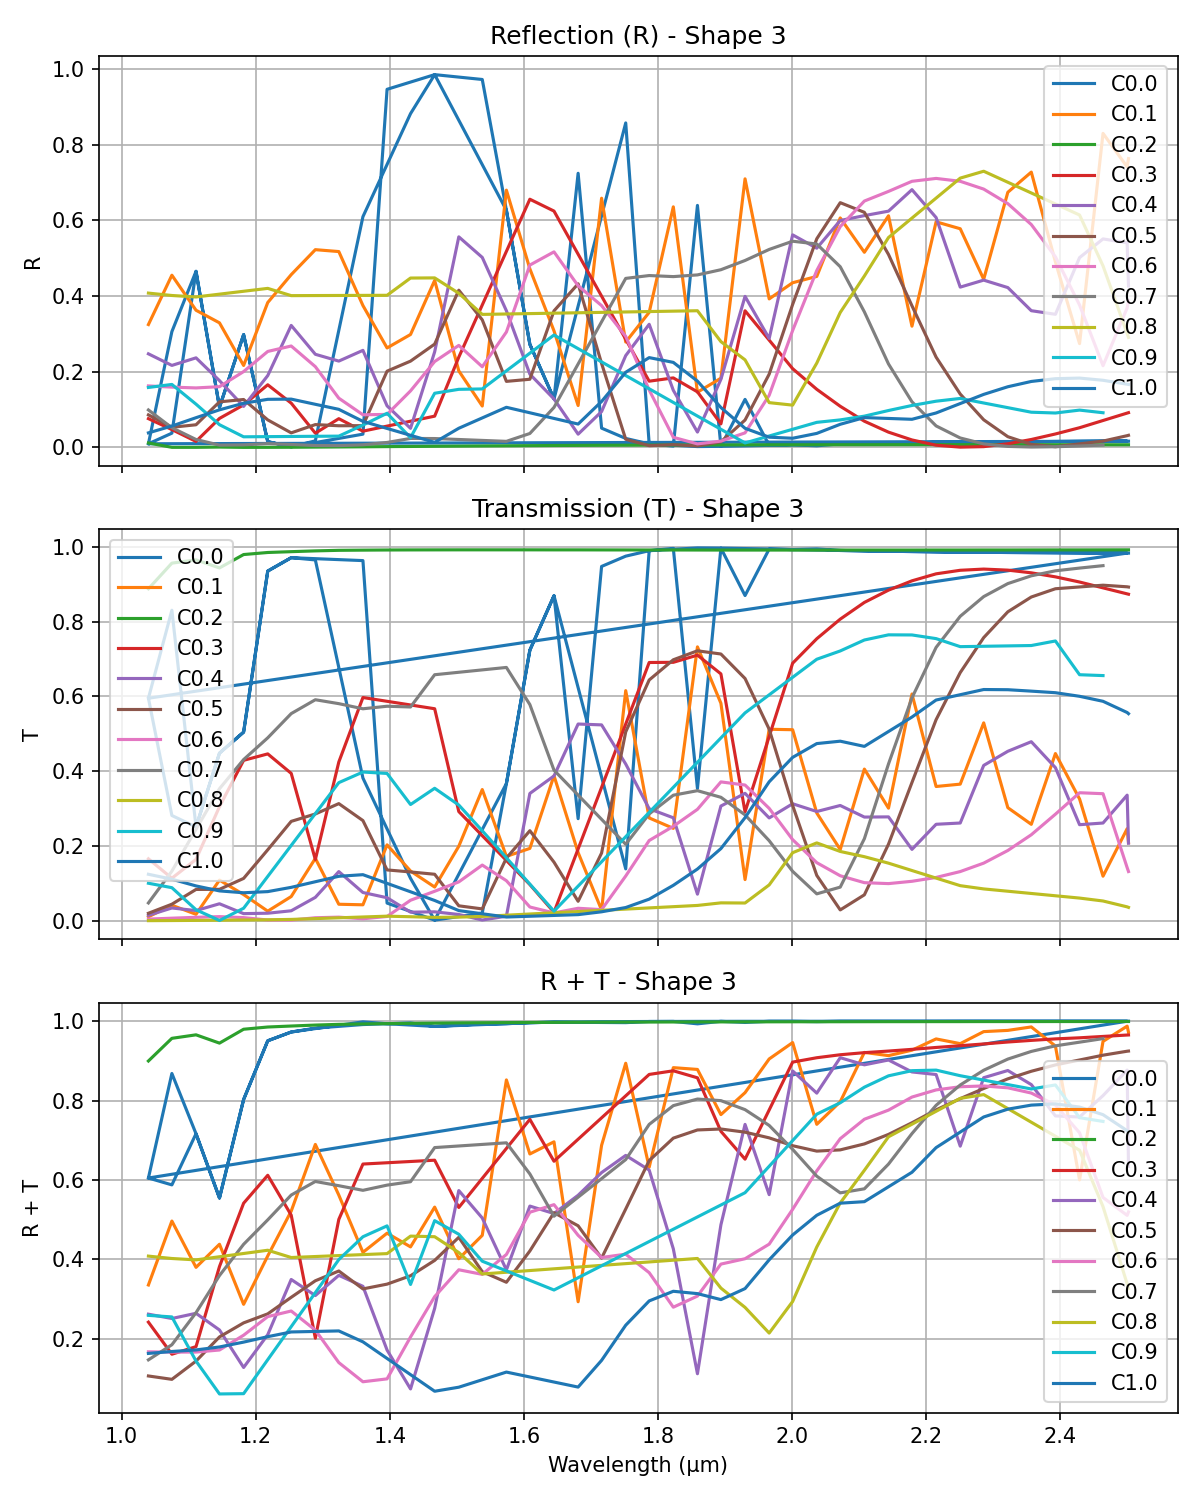 Reflection (R) - Shape 3
1.0
0.8
0.6
0.4
0.2
0.0
R
C0.0
C0.1
C0.2
C0.3
C0.4
C0.5
C0.6
C0.7
C0.8
C0.9
C1.0
Transmission (T) - Shape 3
1.0
0.8
0.6
0.4
0.2
0.0
T
C0.0
C0.1
C0.2
C0.3
C0.4
C0.5
C0.6
C0.7
C0.8
C0.9
C1.0
R + T - Shape 3
1.0
0.8
0.6
0.4
0.2
R + T
C0.0
C0.1
C0.2
C0.3
C0.4
C0.5
C0.6
C0.7
C0.8
C0.9
C1.0
1.0 1.2 1.4 1.6 1.8 2.0 2.2 2.4
Wavelength (μm)